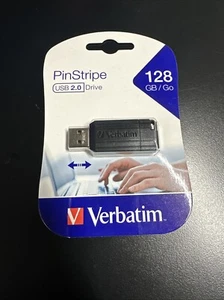 PinStripe
USB 2.0 Drive
128
GB / Go
Verbatim
Verbatim